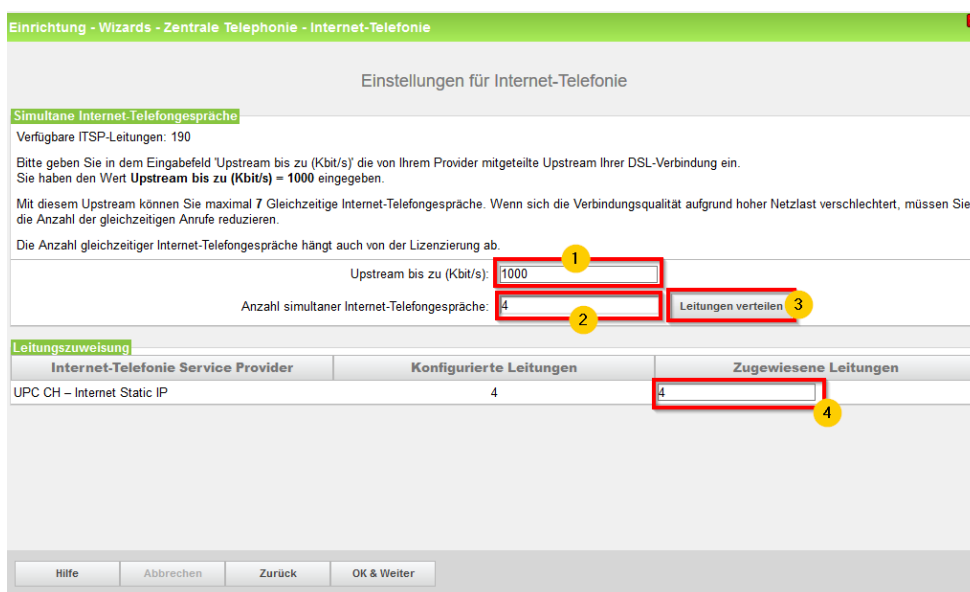 Einrichtung - Wizards - Zentrale Telephonie - Internet-Telefonie
Einstellungen für Internet-Telefonie
Simultane Internet-Telefongespräche
Verfügbare ITSP-Leitungen: 190
Bitte geben Sie in dem Eingabefeld 'Upstream bis zu (Kbit/s)' die von Ihrem Provider mitgeteilte Upstream Ihrer DSL-Verbindung ein.
Sie haben den Wert Upstream bis zu (Kbit/s) = 1000 eingegeben.
Mit diesem Upstream können Sie maximal 7 Gleichzeitige Internet-Telefongespräche. Wenn sich die Verbindungsqualität aufgrund hoher Netzlast verschlechtert, müssen Sie
die Anzahl der gleichzeitigen Anrufe reduzieren.
Die Anzahl gleichzeitiger Internet-Telefongespräche hängt auch von der Lizenzierung ab.
1
Upstream bis zu (Kbit/s): 1000
Anzahl simultaner Internet-Telefongespräche: 4 Leitungen verteilen 3
2
Leitungszuweisung
Internet-Telefonie Service Provider Konfigurierte Leitungen Zugewiesene Leitungen
UPC CH – Internet Static IP 4 4
4
Hilfe Abbrechen Zurück OK & Weiter